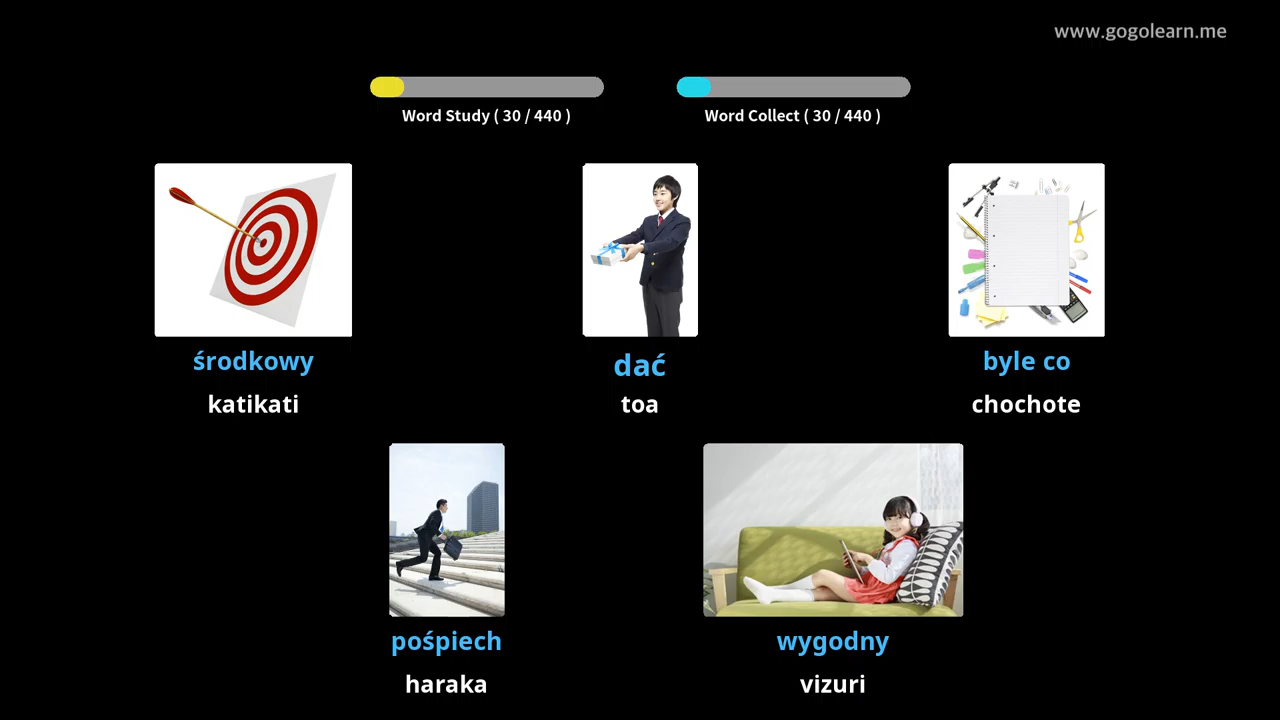 www.gogolearn.me
Word Study ( 30 / 440 )
Word Collect ( 30 / 440 )
środkowy
katikati
dać
toa
byle co
chochote
pośpiech
haraka
wygodny
vizuri